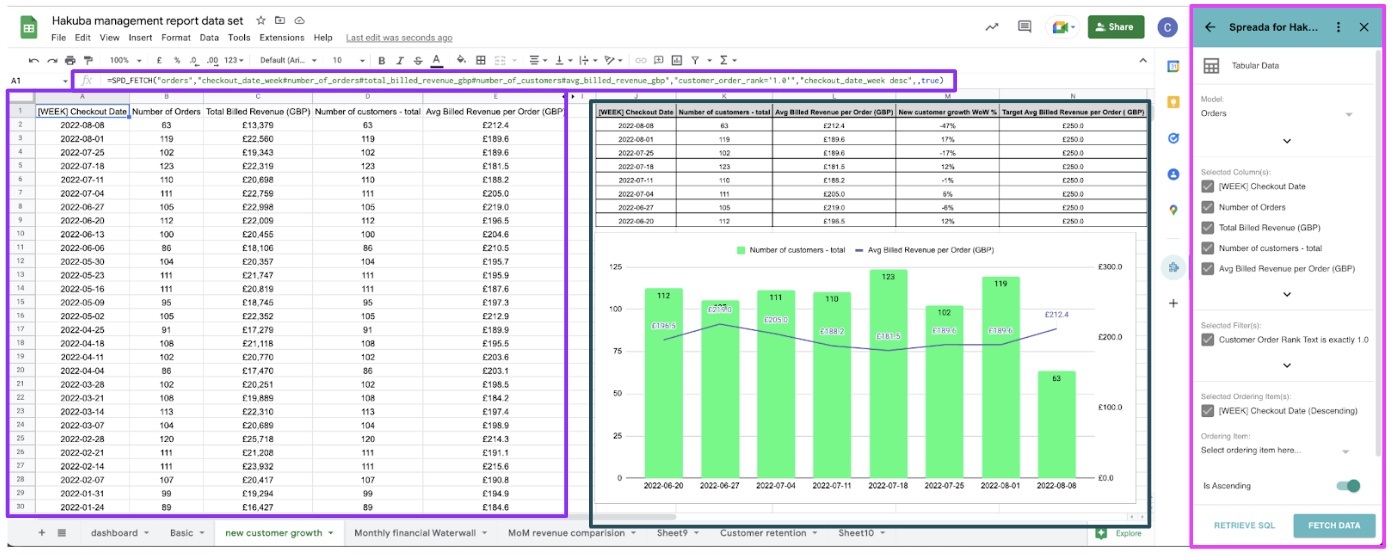 Hakuba management report data set
File Edit View Insert Format Data Tools Extensions Help Last edit was seconds ago
Share
C
100% £ % .0 .00 123 Default (Ari... 10 B I S A
A1 fx =SPD_FETCH("orders","checkout_date_week#number_of_orders#total_billed_revenue_gbp#number_of_customers#avg_billed_revenue_gbp","customer_order_rank='1.0'","checkout_date_week desc",,true)
A B C D E I J K L M N
1 [WEEK] Checkout Date Number of Orders Total Billed Revenue (GBP) Number of customers - total Avg Billed Revenue per Order (GBP)
2 2022-08-08 63 £13,379 63 £212.4
3 2022-08-01 119 £22,560 119 £189.6
4 2022-07-25 102 £19,343 102 £189.6
5 2022-07-18 123 £22,319 123 £181.5
6 2022-07-11 110 £20,698 110 £188.2
7 2022-07-04 111 £22,759 111 £205.0
8 2022-06-27 105 £22,998 105 £219.0
9 2022-06-20 112 £22,009 112 £196.5
10 2022-06-13 100 £20,455 100 £204.6
11 2022-06-06 86 £18,106 86 £210.5
12 2022-05-30 104 £20,357 104 £195.7
13 2022-05-23 111 £21,747 111 £195.9
14 2022-05-16 111 £20,819 111 £187.6
15 2022-05-09 95 £18,745 95 £197.3
16 2022-05-02 105 £22,352 105 £212.9
17 2022-04-25 91 £17,279 91 £189.9
18 2022-04-18 108 £21,118 108 £195.5
19 2022-04-11 102 £20,770 102 £203.6
20 2022-04-04 86 £17,470 86 £203.1
21 2022-03-28 102 £20,251 102 £198.5
22 2022-03-21 108 £19,889 108 £184.2
23 2022-03-14 113 £22,310 113 £197.4
24 2022-03-07 104 £20,689 104 £198.9
25 2022-02-28 120 £25,718 120 £214.3
26 2022-02-21 111 £21,208 111 £191.1
27 2022-02-14 111 £23,932 111 £215.6
28 2022-02-07 107 £20,417 107 £190.8
29 2022-01-31 99 £19,294 99 £194.9
30 2022-01-24 89 £16,427 89 £184.6
[WEEK] Checkout Date Number of customers - total Avg Billed Revenue per Order (GBP) New customer growth WoW % Target Avg Billed Revenue per Order ( GBP)
2022-08-08 63 £212.4 -47% £250.0
2022-08-01 119 £189.6 17% £250.0
2022-07-25 102 £189.6 -17% £250.0
2022-07-18 123 £181.5 12% £250.0
2022-07-11 110 £188.2 -1% £250.0
2022-07-04 111 £205.0 6% £250.0
2022-06-27 105 £219.0 -6% £250.0
2022-06-20 112 £196.5 12% £250.0
Number of customers - total Avg Billed Revenue per Order (GBP)
125 £300.0
100
75 £200.0
50 £100.0
25
0 £0.0
112 105 111 110 123 102 119 63
£196.5 £219.0 £205.0 £188.2 £181.5 £189.6 £189.6 £212.4
2022-06-20 2022-06-27 2022-07-04 2022-07-11 2022-07-18 2022-07-25 2022-08-01 2022-08-08
dashboard Basic new customer growth Monthly financial Waterwall MoM revenue comparision Sheet9 Customer retention Sheet10 Explore
Spreada for Hak...
Tabular Data
Model:
Orders
Selected Column(s):
[WEEK] Checkout Date
Number of Orders
Total Billed Revenue (GBP)
Number of customers - total
Avg Billed Revenue per Order (GBP)
Selected Filter(s):
Customer Order Rank Text is exactly 1.0
Selected Ordering Item(s):
[WEEK] Checkout Date (Descending)
Ordering Item:
Select ordering item here...
Is Ascending
RETRIEVE SQL FETCH DATA